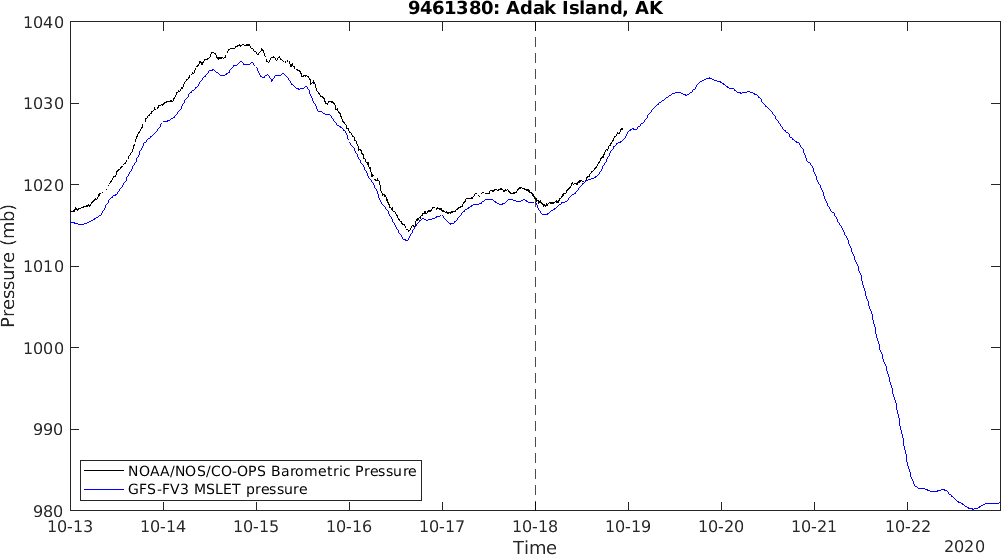 9461380: Adak Island, AK
1040
1030
1020
1010
1000
990
980
Pressure (mb)
NOAA/NOS/CO-OPS Barometric Pressure
GFS-FV3 MSLET pressure
10-13 10-14 10-15 10-16 10-17 10-18 10-19 10-20 10-21 10-22
Time
2020